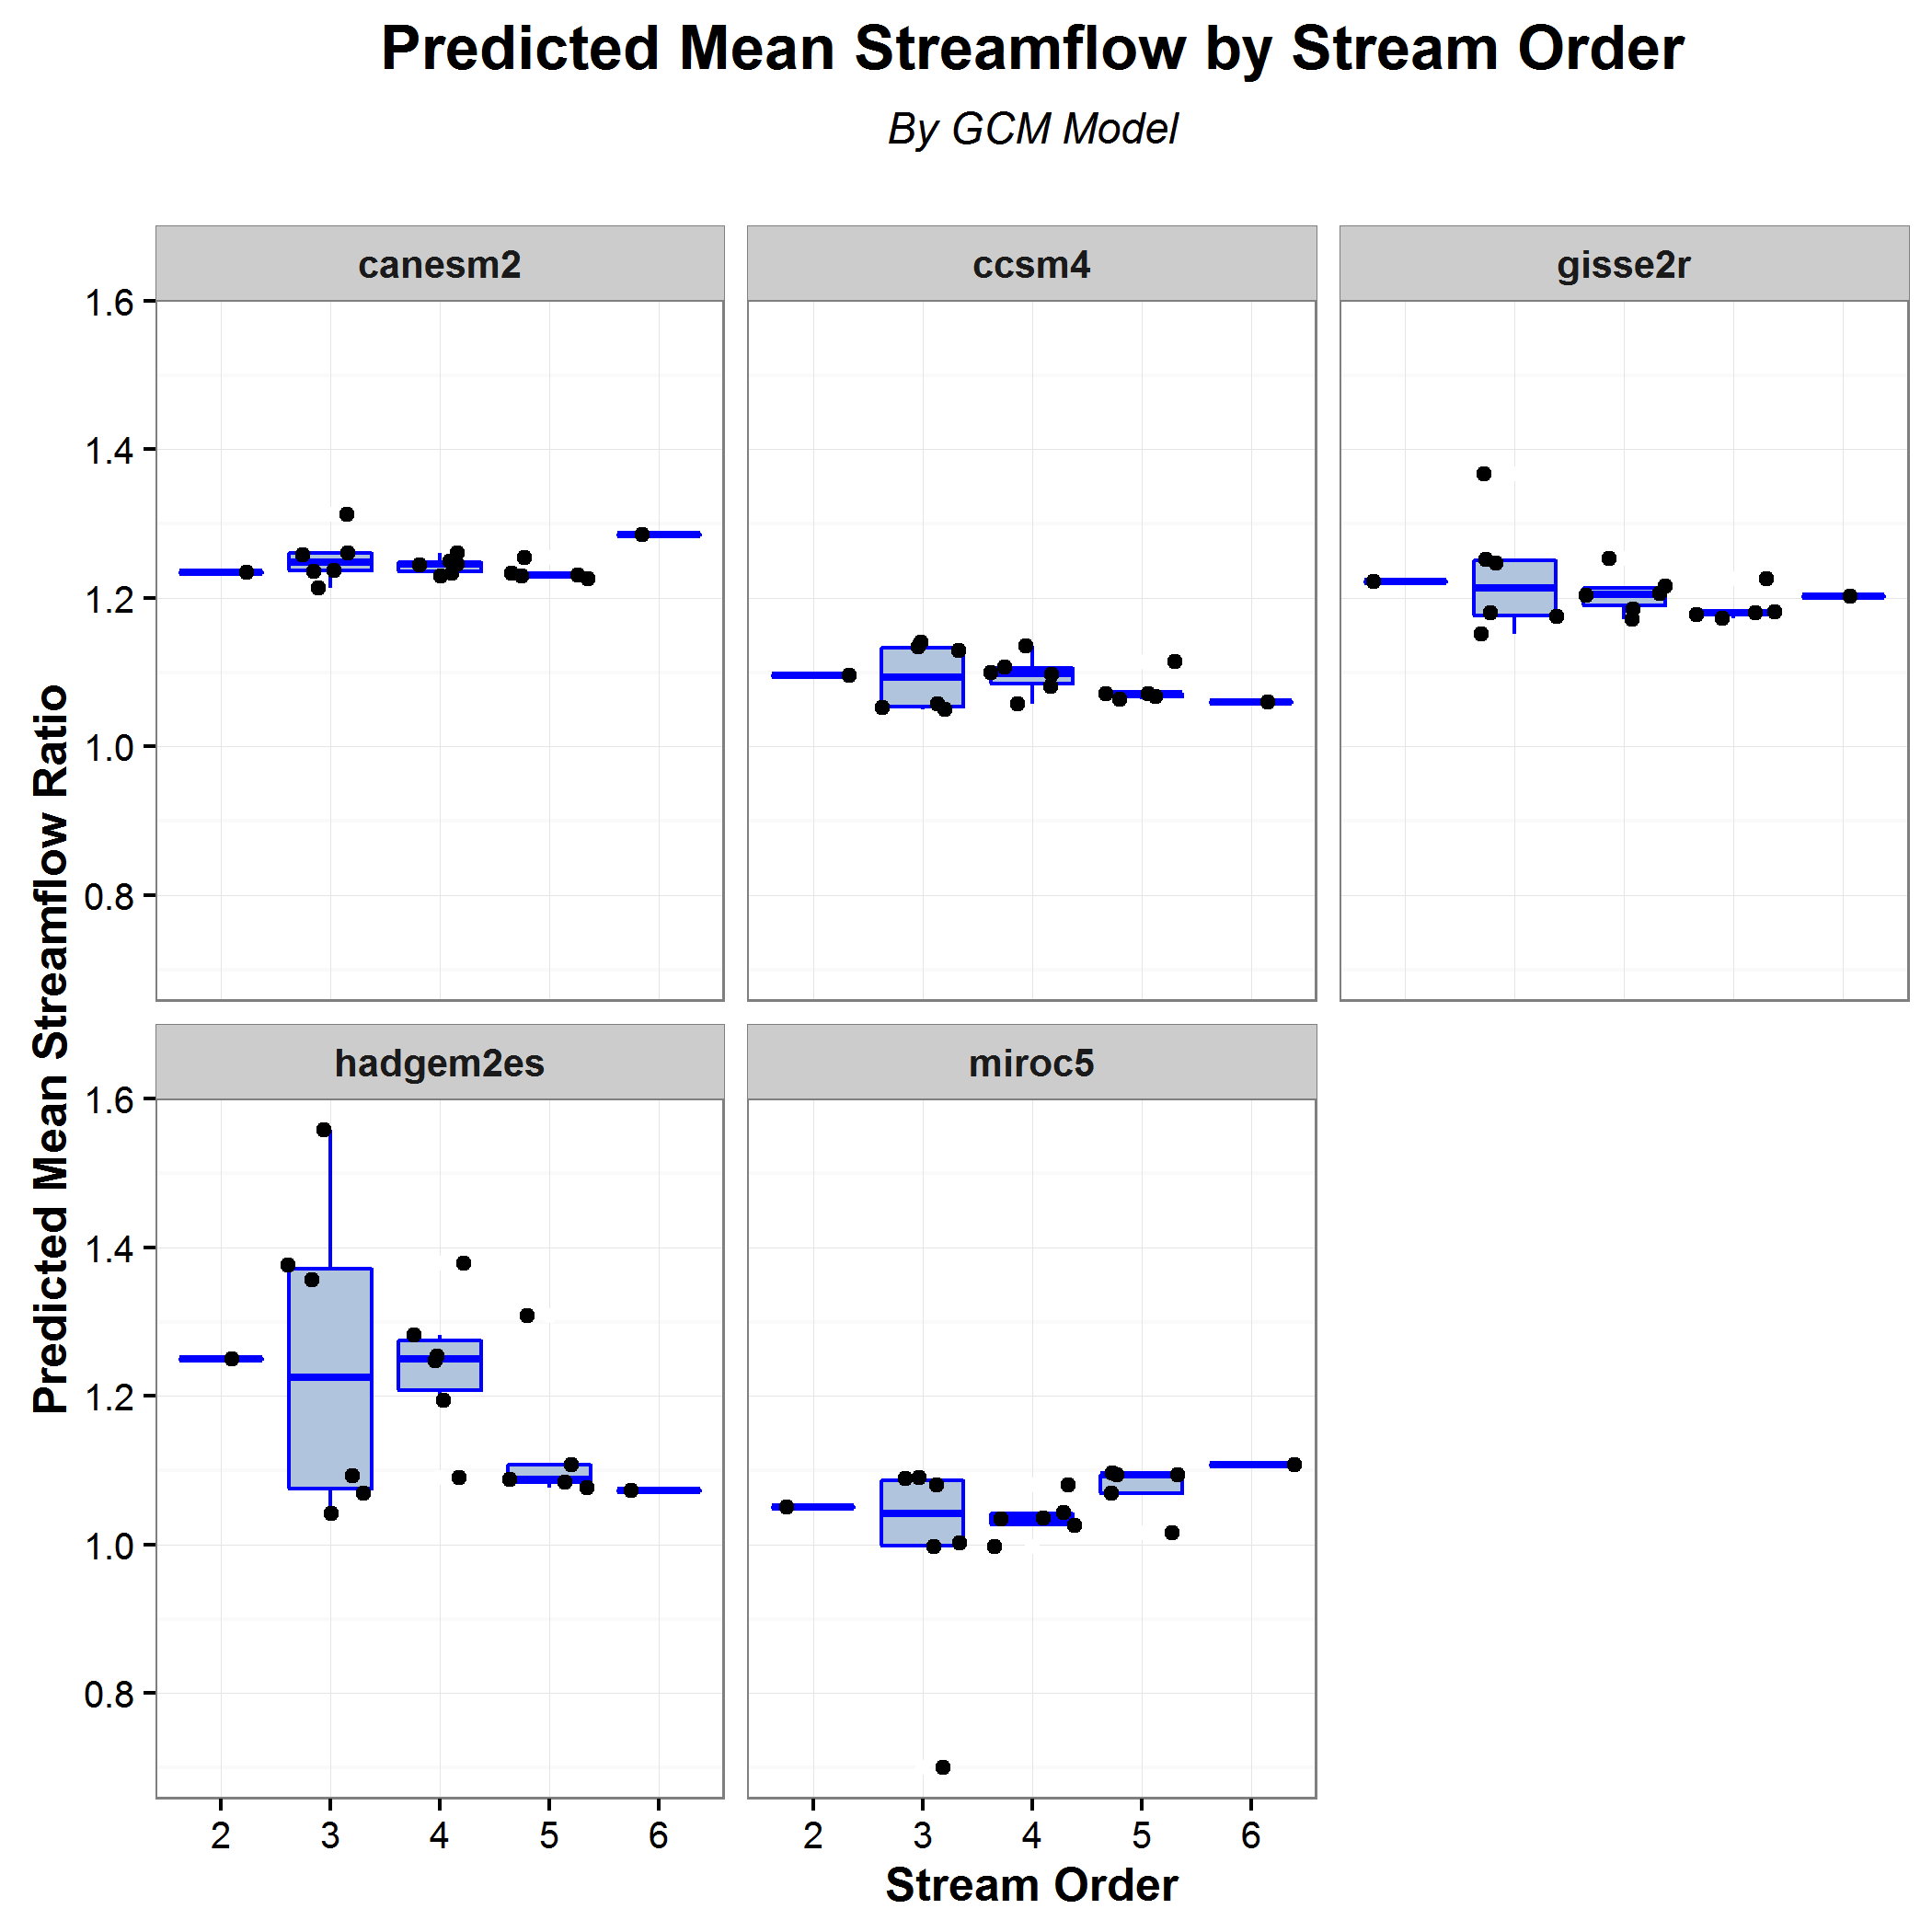 Predicted Mean Streamflow by Stream Order
By GCM Model
canesm2
ccsm4
gisse2r
1.6
1.4
1.2
1.0
0.8
Predicted Mean Streamflow Ratio
hadgem2es
miroc5
1.6
1.4
1.2
1.0
0.8
2 3 4 5 6
2 3 4 5 6
Stream Order